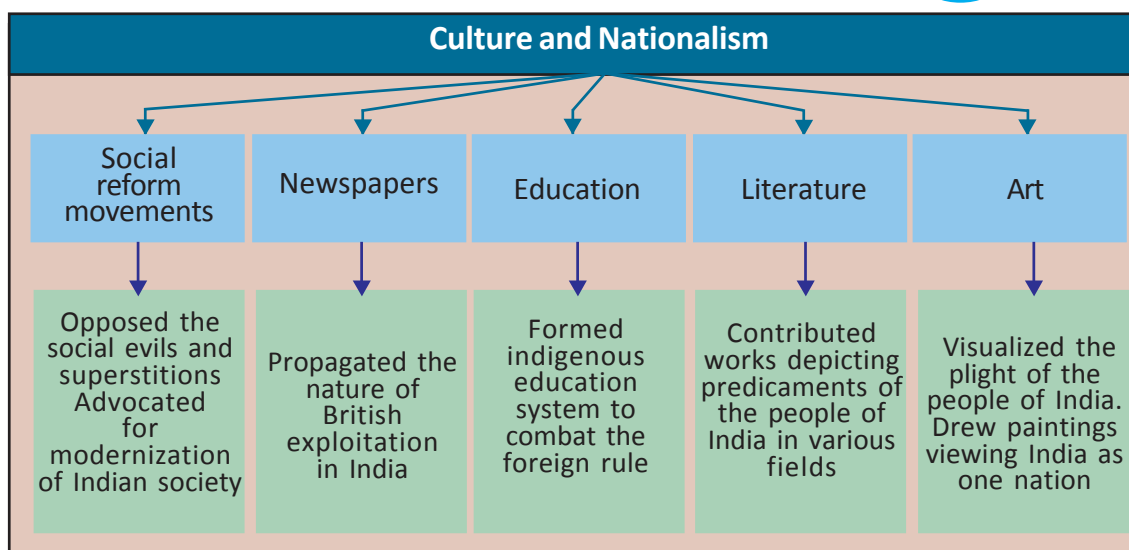 Culture and Nationalism
Social
reform
movements
Newspapers
Education
Literature
Art
Opposed the
social evils and
superstitions
Advocated
for
modernization
of Indian society
Propagated the
nature of
British
exploitation
in India
Formed
indigenous
education
system to
combat the
foreign rule
Contributed
works depicting
predicaments of
the people of
India in various
fields
Visualized the
plight of the
people of India.
Drew paintings
viewing India as
one nation